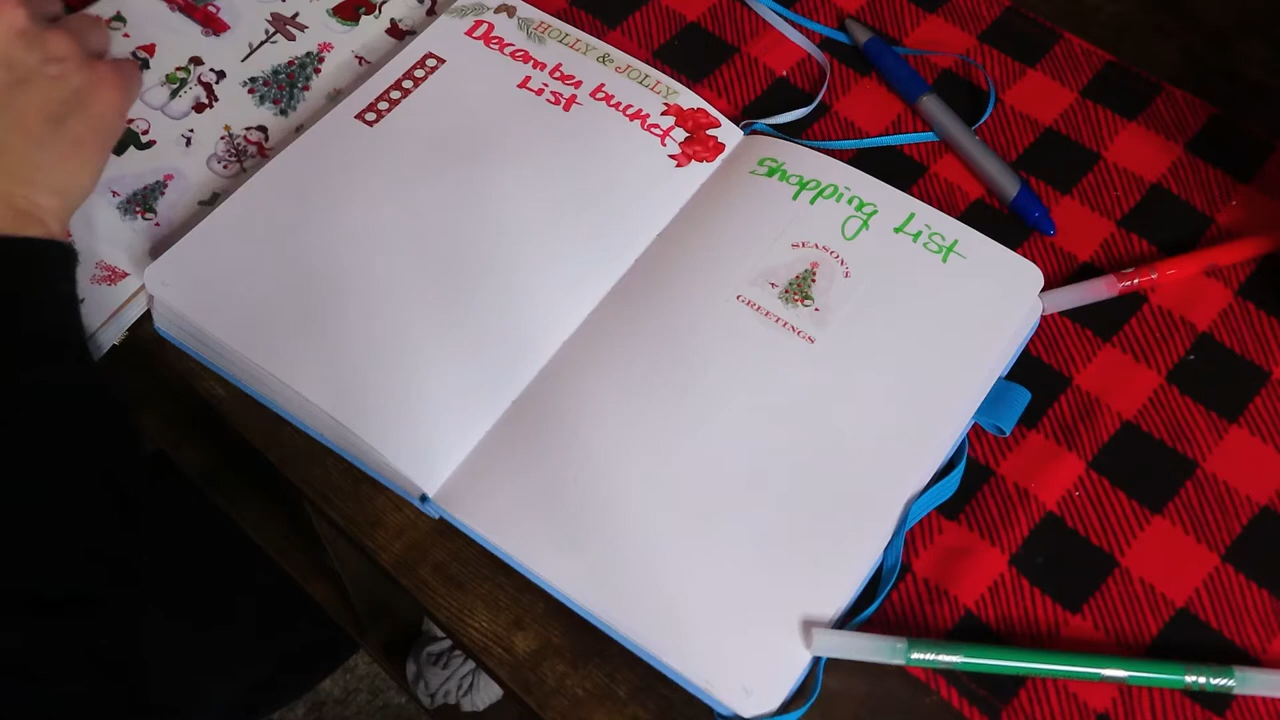 HOLLY & JOLLY
December bucket
List
Shopping List
SEASON'S
GREETINGS